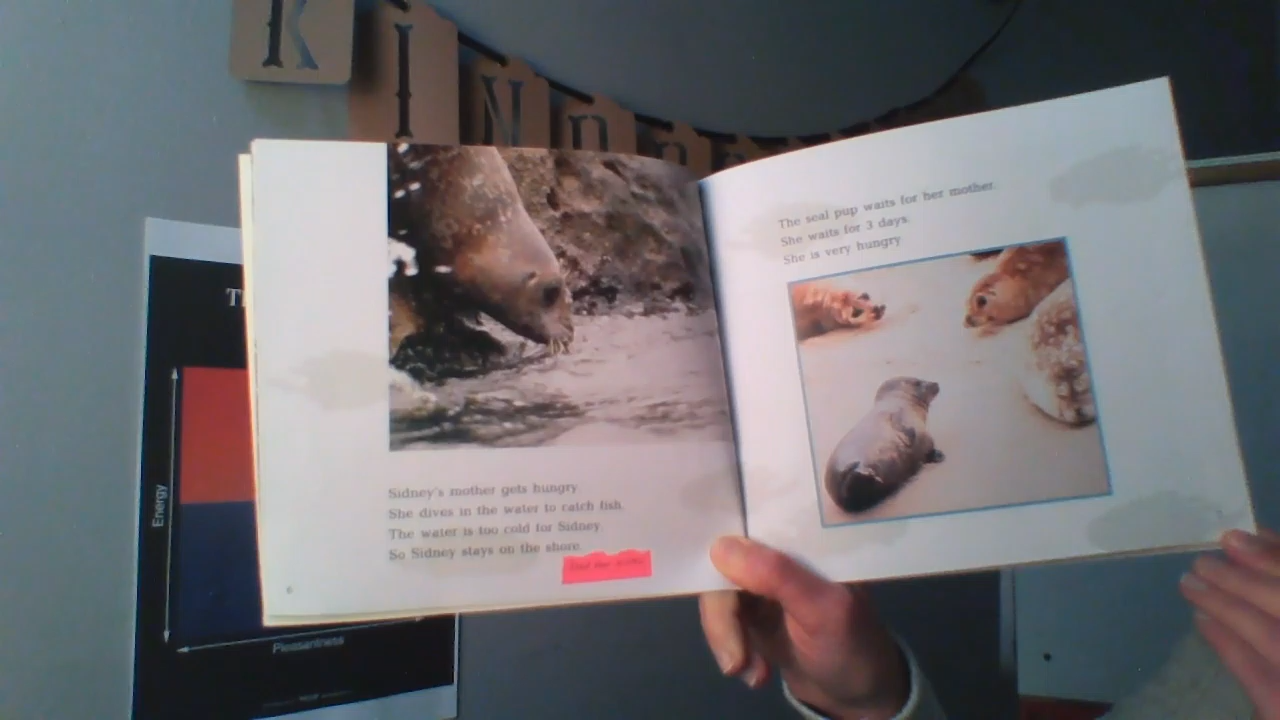 KIND
Sidney's mother gets hungry.
She dives in the water to catch fish.
The water is too cold for Sidney.
So Sidney stays on the shore.
6
The seal pup waits for her mother.
She waits for 3 days.
She is very hungry.
Energy
Pleasantness